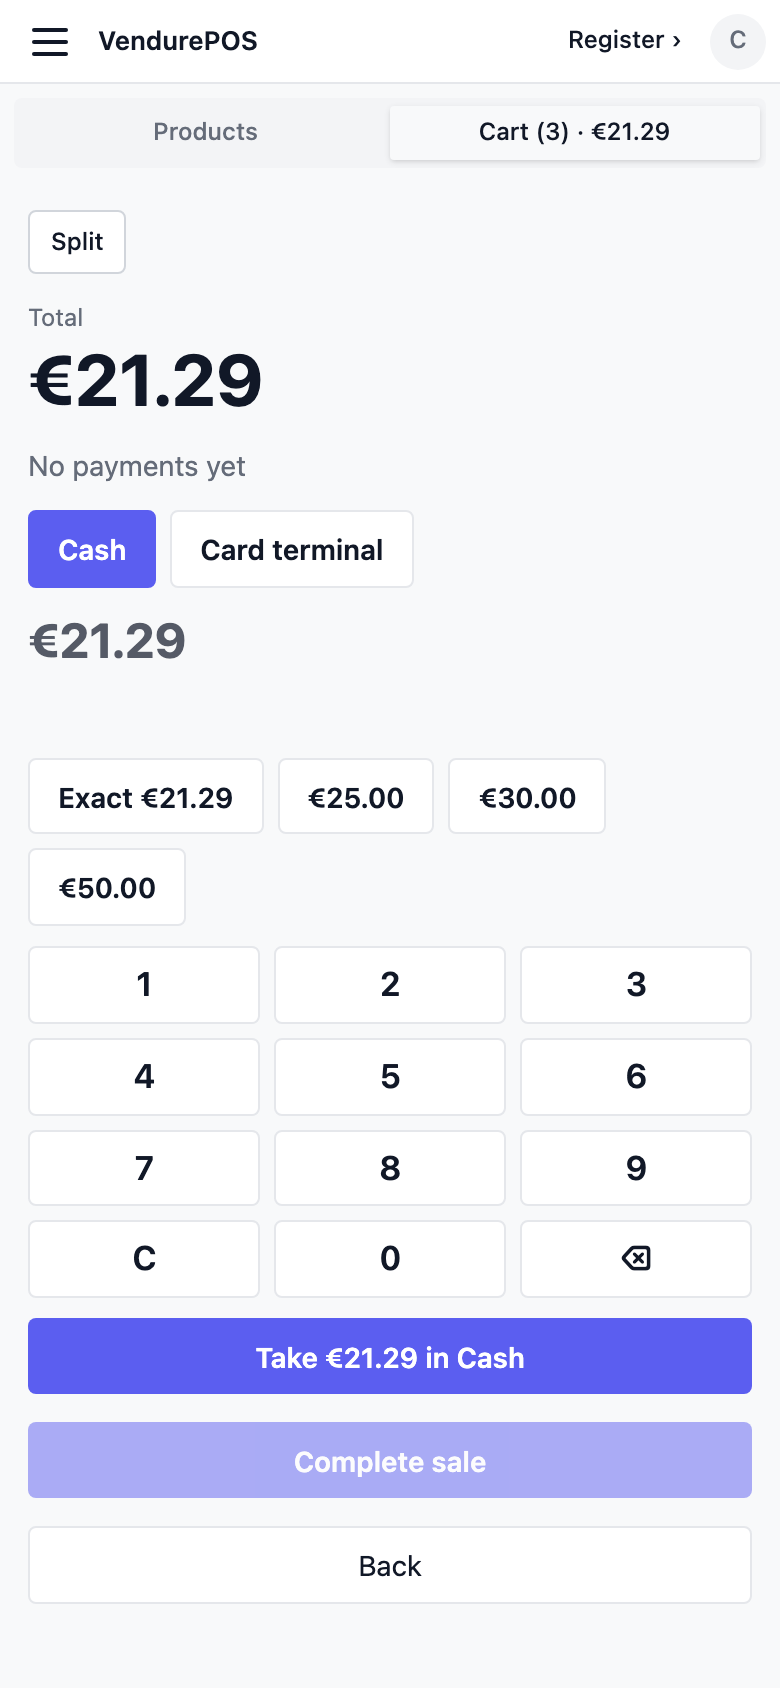 VendurePOS
Register ›
C
Products
Cart (3) · €21.29
Split
Total
€21.29
No payments yet
Cash
Card terminal
€21.29
Exact €21.29
€25.00
€30.00
€50.00
1
2
3
4
5
6
7
8
9
C
0
Take €21.29 in Cash
Complete sale
Back